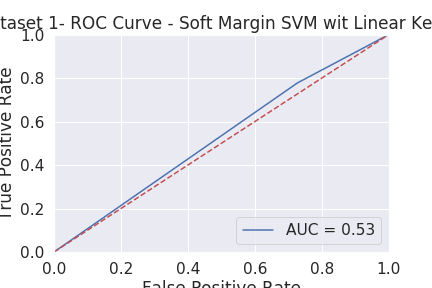 taset 1- ROC Curve - Soft Margin SVM wit Linear Ke
True Positive Rate
1.0
0.8
0.6
0.4
0.2
0.0
AUC = 0.53
0.0 0.2 0.4 0.6 0.8 1.0
False Positive Rate